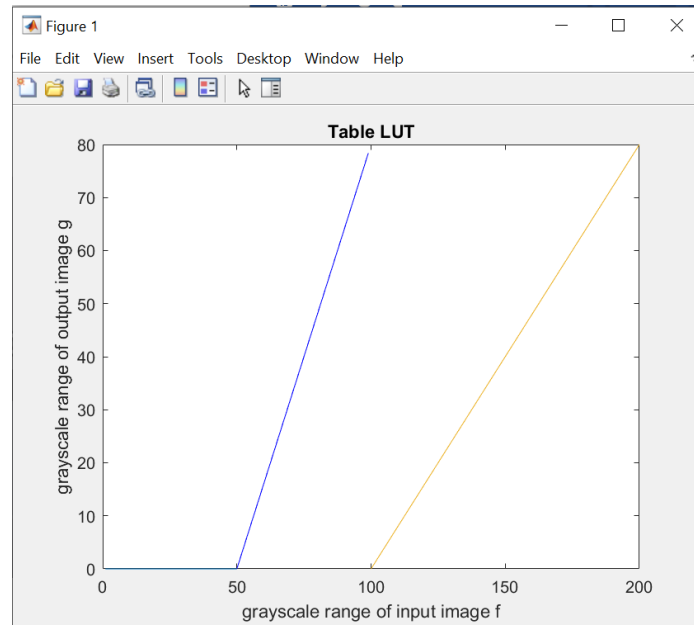 Figure 1
File Edit View Insert Tools Desktop Window Help
Table LUT
80
70
60
50
40
30
20
10
0
grayscale range of output image g
0 50 100 150 200
grayscale range of input image f